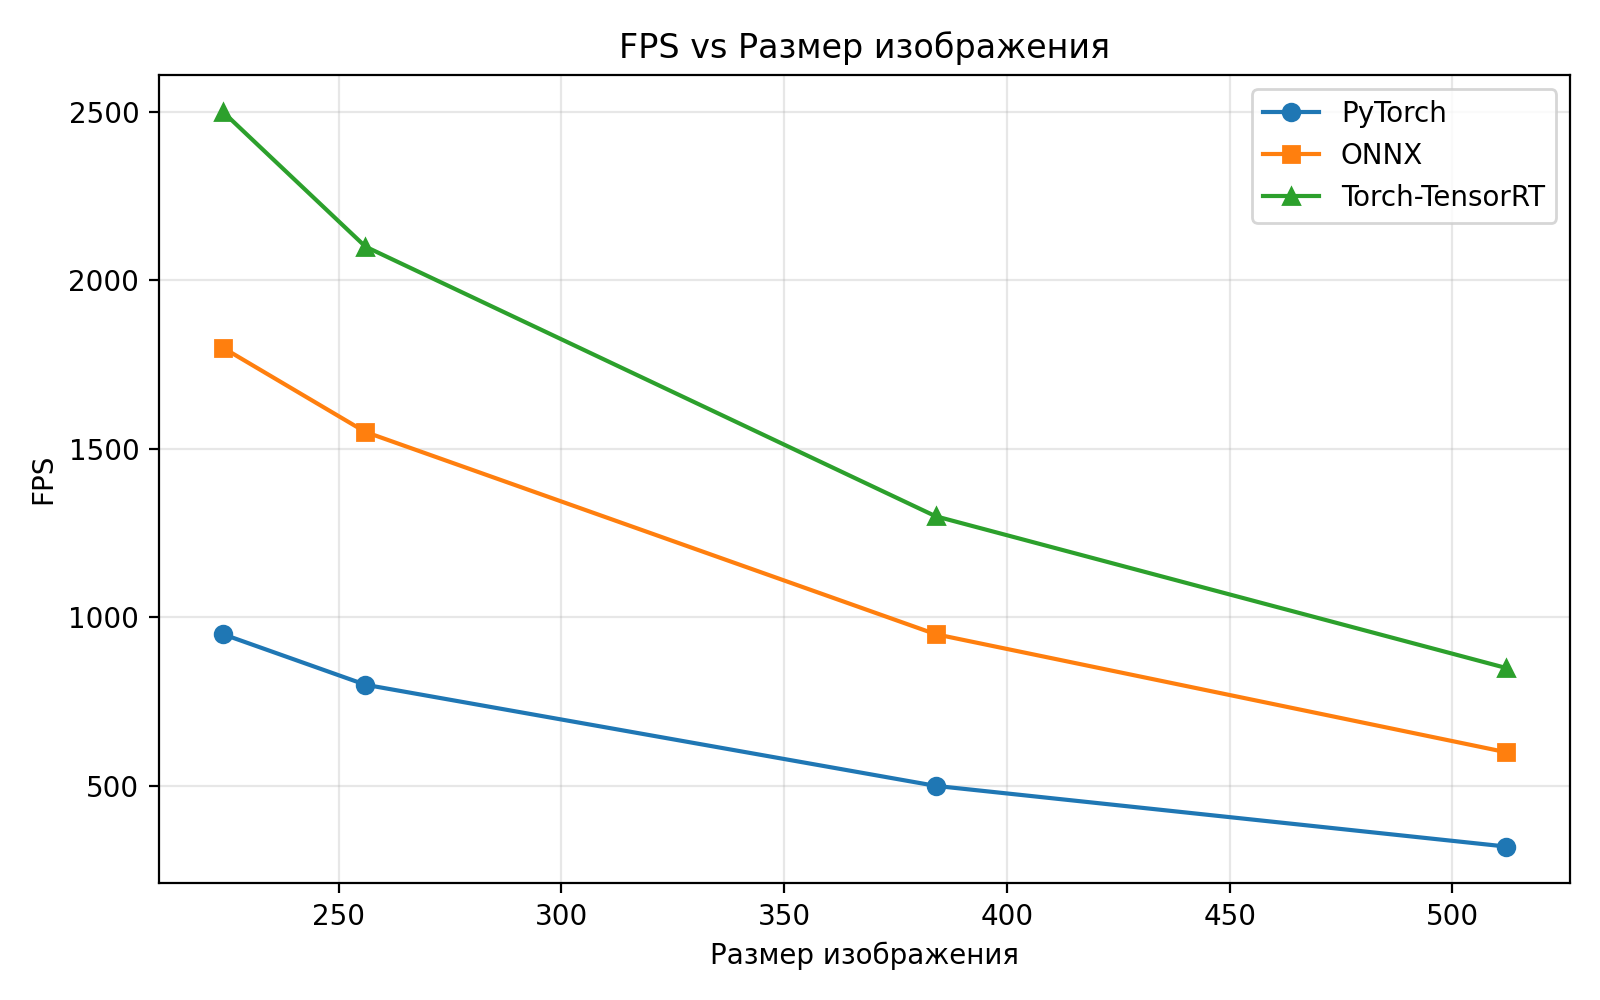 FPS vs Размер изображения
PyTorch
ONNX
Torch-TensorRT
2500
2000
1500
1000
500
FPS
250 300 350 400 450 500
Размер изображения